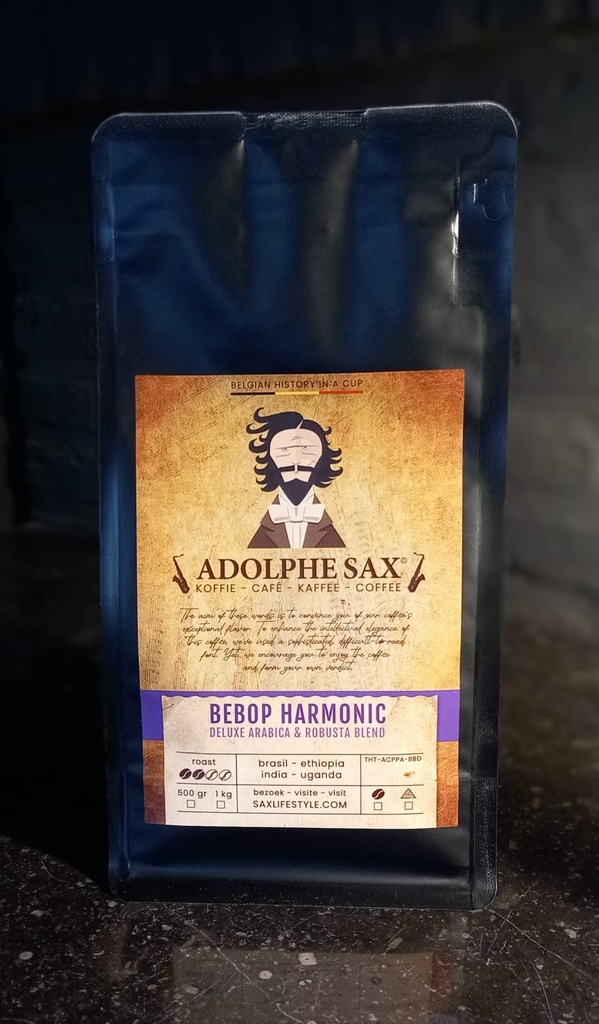 BELGIAN HISTORY IN A CUP
ADOLPHE SAX©
KOFFIE - CAFÉ - KAFFEE - COFFEE
The aim of these words is to convince you of our coffee's
exceptional flavor. To enhance the intellectual elegance of
this coffee, we've used a sophisticated, difficult-to-read
font. Yet, we encourage you to enjoy the coffee
and form your own verdict.
BEBOP HARMONIC
DELUXE ARABICA & ROBUSTA BLEND
roast
brasil - ethiopia
india - uganda
THT-ACPPA-BBD
500 gr 1 kg
bezoek - visite - visit
SAXLIFESTYLE.COM